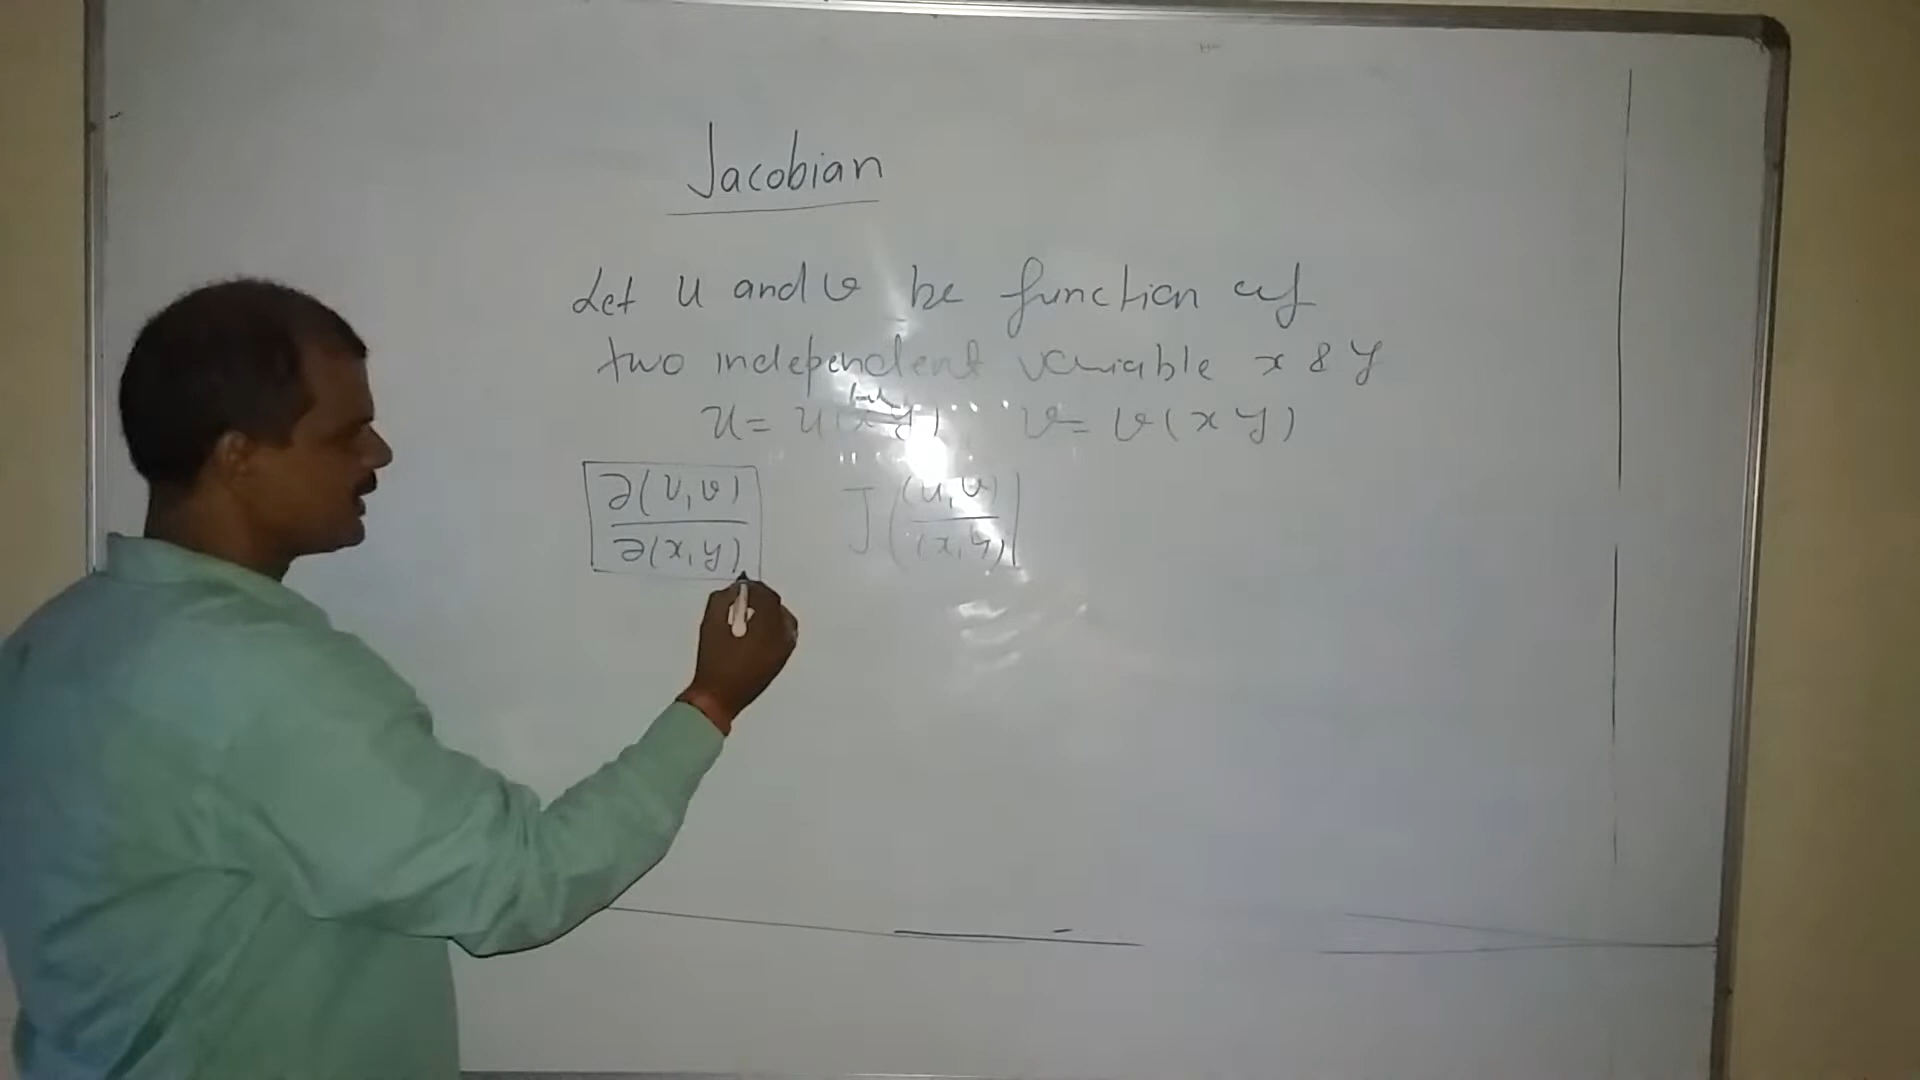 Jacobian
Let u and v be function of
two independent variable x & y
u = u(x y), v = v(x y)
∂(u,v) J (u,v)
∂(x,y) (x,y)